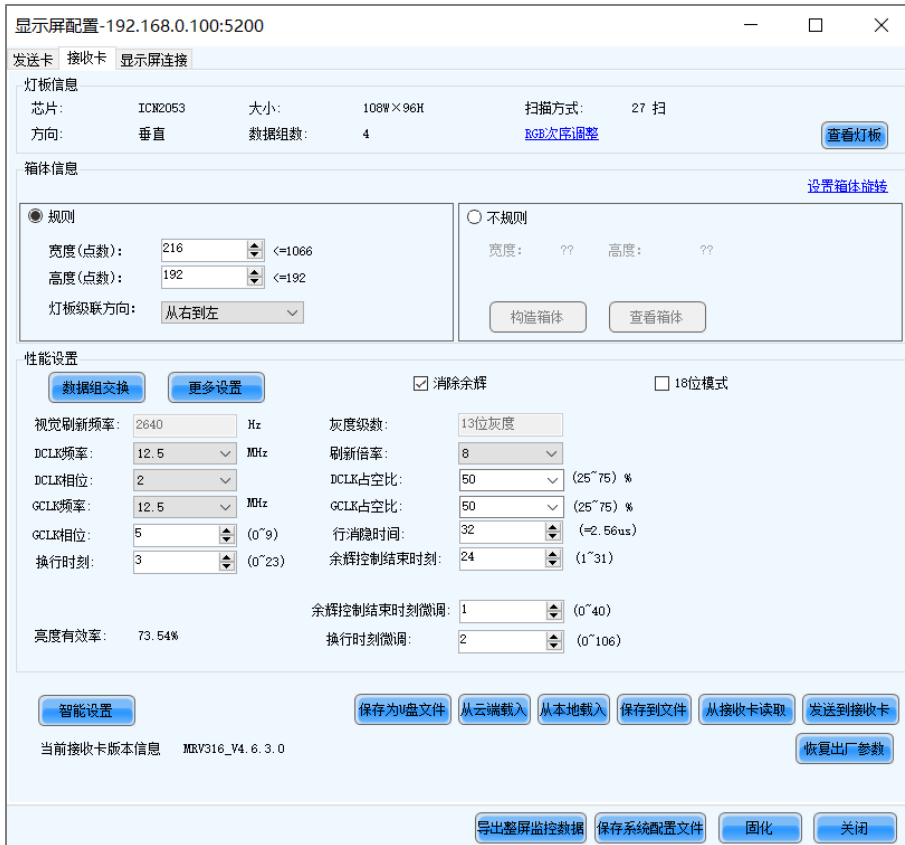 显示屏配置-192.168.0.100:5200
发送卡 接收卡 显示屏连接
灯板信息
芯片: ICN2053 大小: 108W×96H 扫描方式: 27 扫
方向: 垂直 数据组数: 4 RGB次序调整 查看灯板
箱体信息
设置箱体旋转
规则 不规则
宽度(点数): 216 <=1066 宽度: ?? 高度: ??
高度(点数): 192 <=192
灯板级联方向: 从右到左 构造箱体 查看箱体
性能设置
数据组交换 更多设置 消除余辉 18位模式
视觉刷新频率: 2640 Hz 灰度级数: 13位灰度
DCLK频率: 12.5 MHz 刷新倍率: 8
DCLK相位: 2 DCLK占空比: 50 (25~75) %
GCLK频率: 12.5 MHz GCLK占空比: 50 (25~75) %
GCLK相位: 5 (0~9) 行消隐时间: 32 (=2.56us)
换行时刻: 3 (0~23) 余辉控制结束时刻: 24 (1~31)
余辉控制结束时刻微调: 1 (0~40)
亮度有效率: 73.54% 换行时刻微调: 2 (0~106)
智能设置 保存为U盘文件 从云端载入 从本地载入 保存到文件 从接收卡读取 发送到接收卡
当前接收卡版本信息 MRV316_V4.6.3.0 恢复出厂参数
导出整屏监控数据 保存系统配置文件 固化 关闭